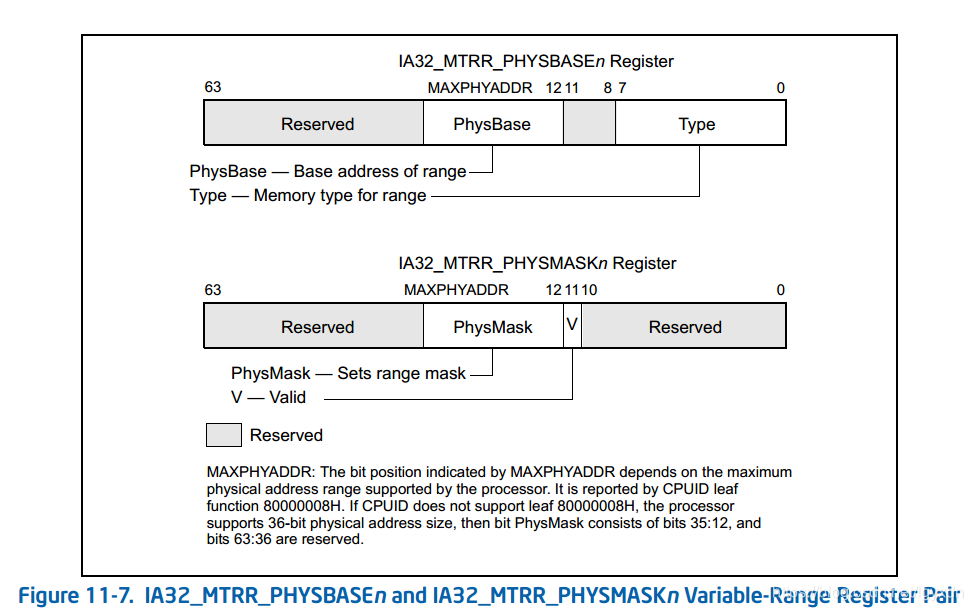 IA32_MTRR_PHYSBASEn Register
63 MAXPHYADDR 12 11 8 7 0
Reserved PhysBase Type
PhysBase — Base address of range
Type — Memory type for range
IA32_MTRR_PHYSMASKn Register
63 MAXPHYADDR 12 11 10 0
Reserved PhysMask V Reserved
PhysMask — Sets range mask
V — Valid
Reserved
MAXPHYADDR: The bit position indicated by MAXPHYADDR depends on the maximum
physical address range supported by the processor. It is reported by CPUID leaf
function 80000008H. If CPUID does not support leaf 80000008H, the processor
supports 36-bit physical address size, then bit PhysMask consists of bits 35:12, and
bits 63:36 are reserved.
Figure 11-7. IA32_MTRR_PHYSBASEn and IA32_MTRR_PHYSMASKn Variable-Range Register Pair